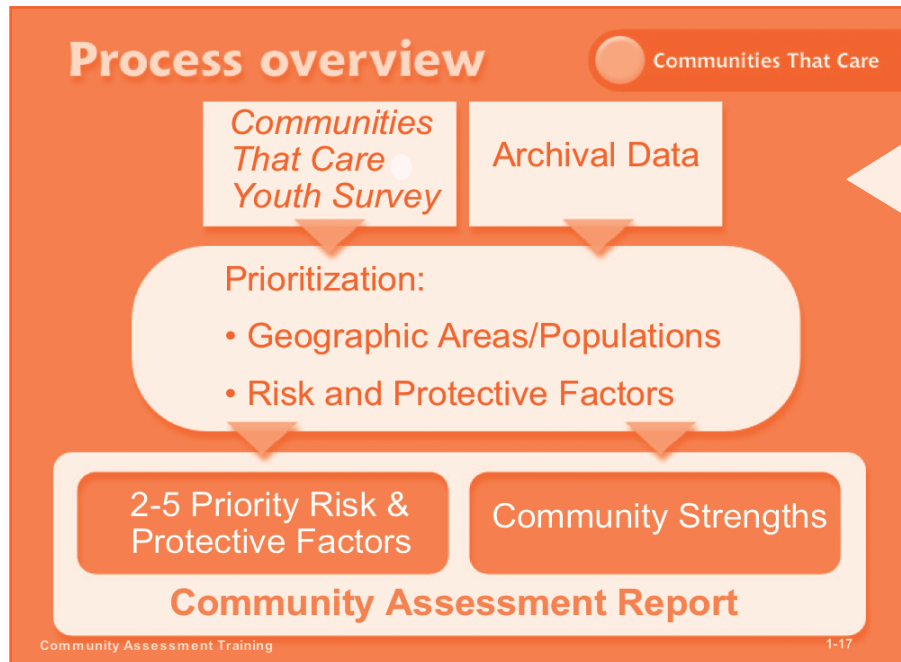 Process overview
Communities That Care
Communities
That Care
Youth Survey
Archival Data
Prioritization:
• Geographic Areas/Populations
• Risk and Protective Factors
2-5 Priority Risk &
Protective Factors
Community Strengths
Community Assessment Report
Community Assessment Training
1-17